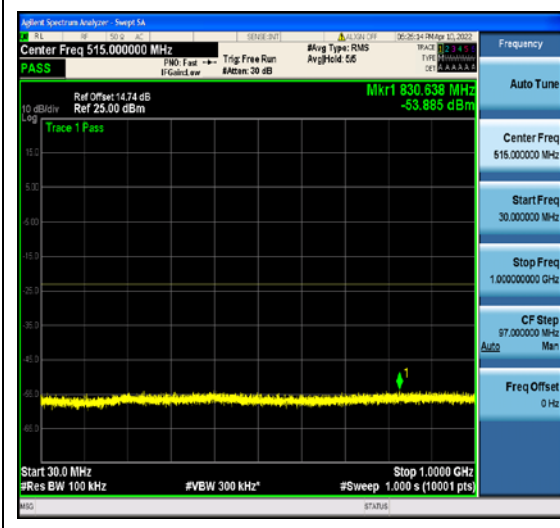 Agilent Spectrum Analyzer - Swept SA
RL RF 50 Ω AC SENSE:INT ALIGN OFF 06:26:34 PM Apr 10, 2022
Center Freq 515.000000 MHz #Avg Type: RMS TRACE 1 2 3 4 5 6
PASS PNO: Fast Trig: Free Run Avg|Hold: 5/5 TYPE
IFGain:Low #Atten: 30 dB DET A A A A A A
Mkr1 830.638 MHz
Ref Offset 14.74 dB
10 dB/div Ref 25.00 dBm -53.885 dBm
Log
Trace 1 Pass
15.0
5.00
-5.00
-15.0
-25.0
-35.0
-45.0
1
-55.0
-65.0
Start 30.0 MHz Stop 1.0000 GHz
#Res BW 100 kHz #VBW 300 kHz* #Sweep 1.000 s (10001 pts)
MSG STATUS
Frequency
Auto Tune
Center Freq
515.000000 MHz
Start Freq
30.000000 MHz
Stop Freq
1.000000000 GHz
CF Step
97.000000 MHz
Auto Man
Freq Offset
0 Hz